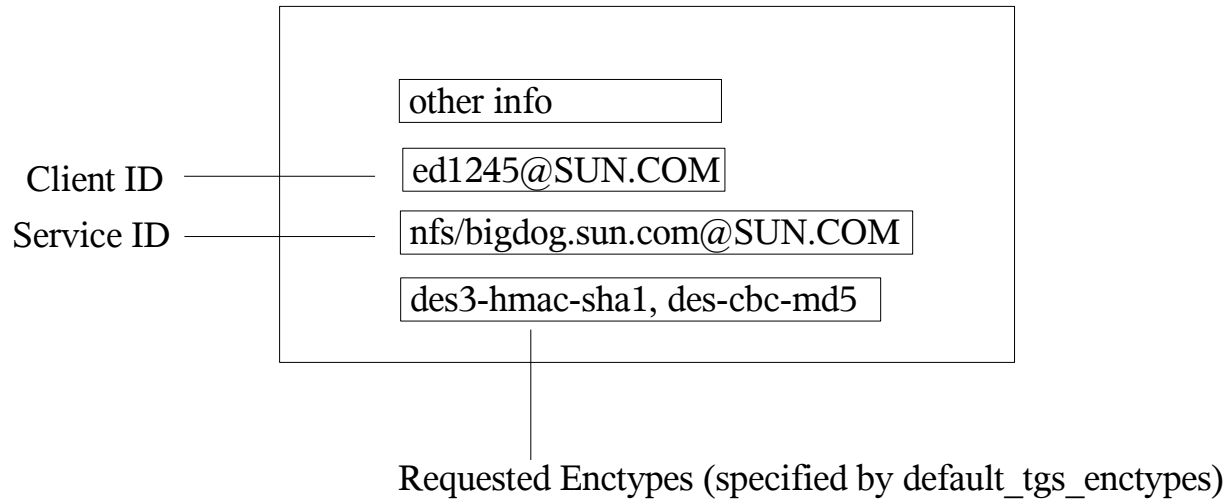 other info
Client ID
ed1245@SUN.COM
Service ID
nfs/bigdog.sun.com@SUN.COM
des3-hmac-sha1, des-cbc-md5
Requested Enctypes (specified by default_tgs_enctypes)